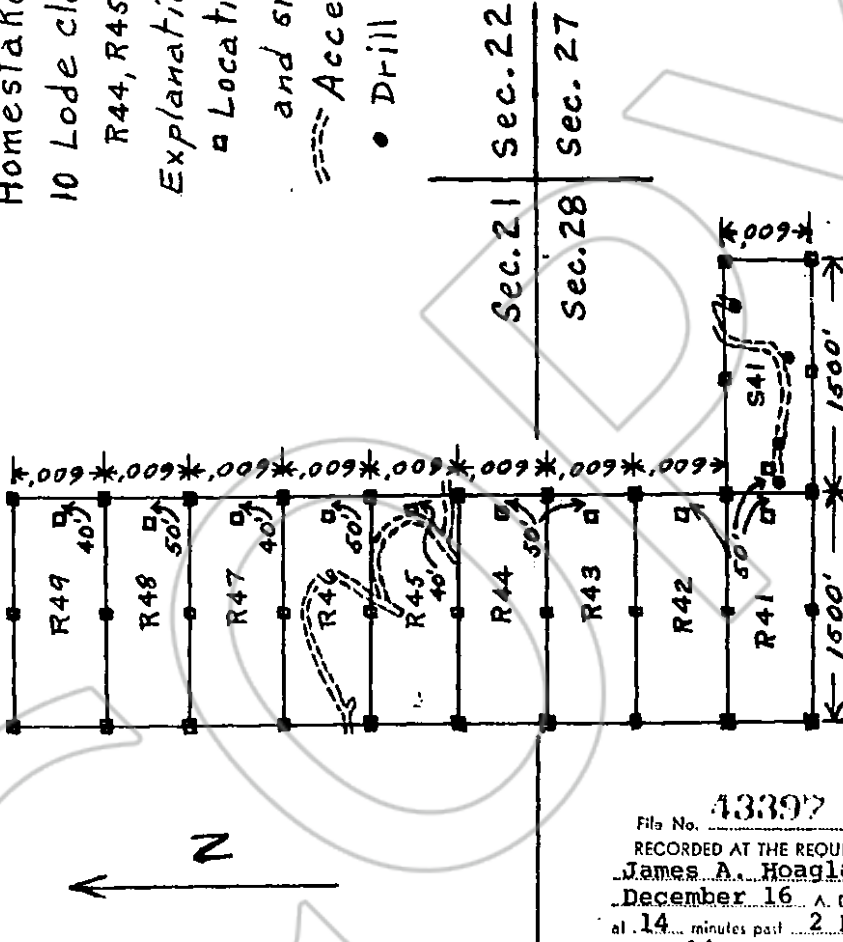 Homestake
10 Lode
R44, R45
Explanati
Locati
and
Acce
Drill
Sec. 21
Sec. 22
Sec. 28
Sec. 27
N
600'
600'
600'
600'
600'
600'
600'
600'
600'
R49
40'
R48
50'
R47
40'
R46
50'
R45
40'
R44
50'
R43
R42
R41
50'
S41
1500'
1500'
File No. 43397
RECORDED AT THE REQU
James A. Hoagla
December 16 A.
at 14 minutes past 2
COPY